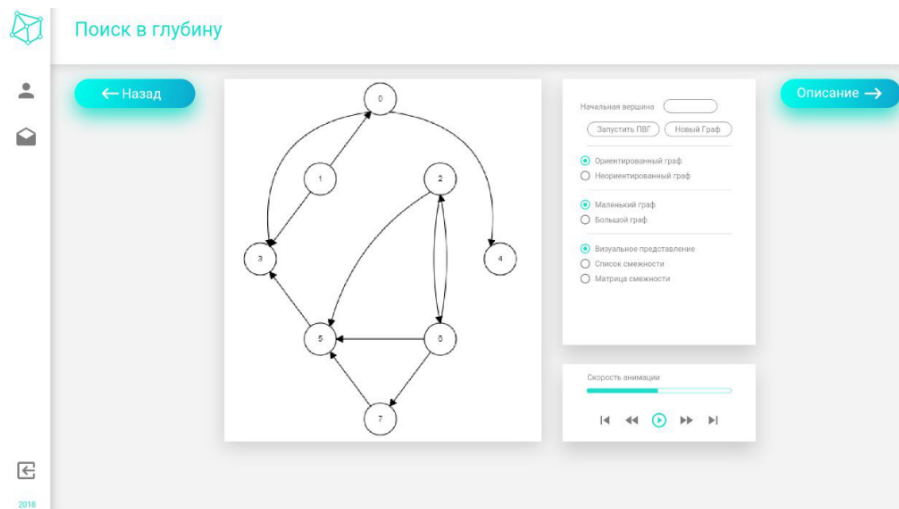 Поиск в глубину
← Назад
Описание →
0
1
2
3
4
5
6
7
Начальная вершина
Запустить ПВГ
Новый Граф
Ориентированный граф
Неориентированный граф
Маленький граф
Большой граф
Визуальное представление
Список смежности
Матрица смежности
Скорость анимации
2018